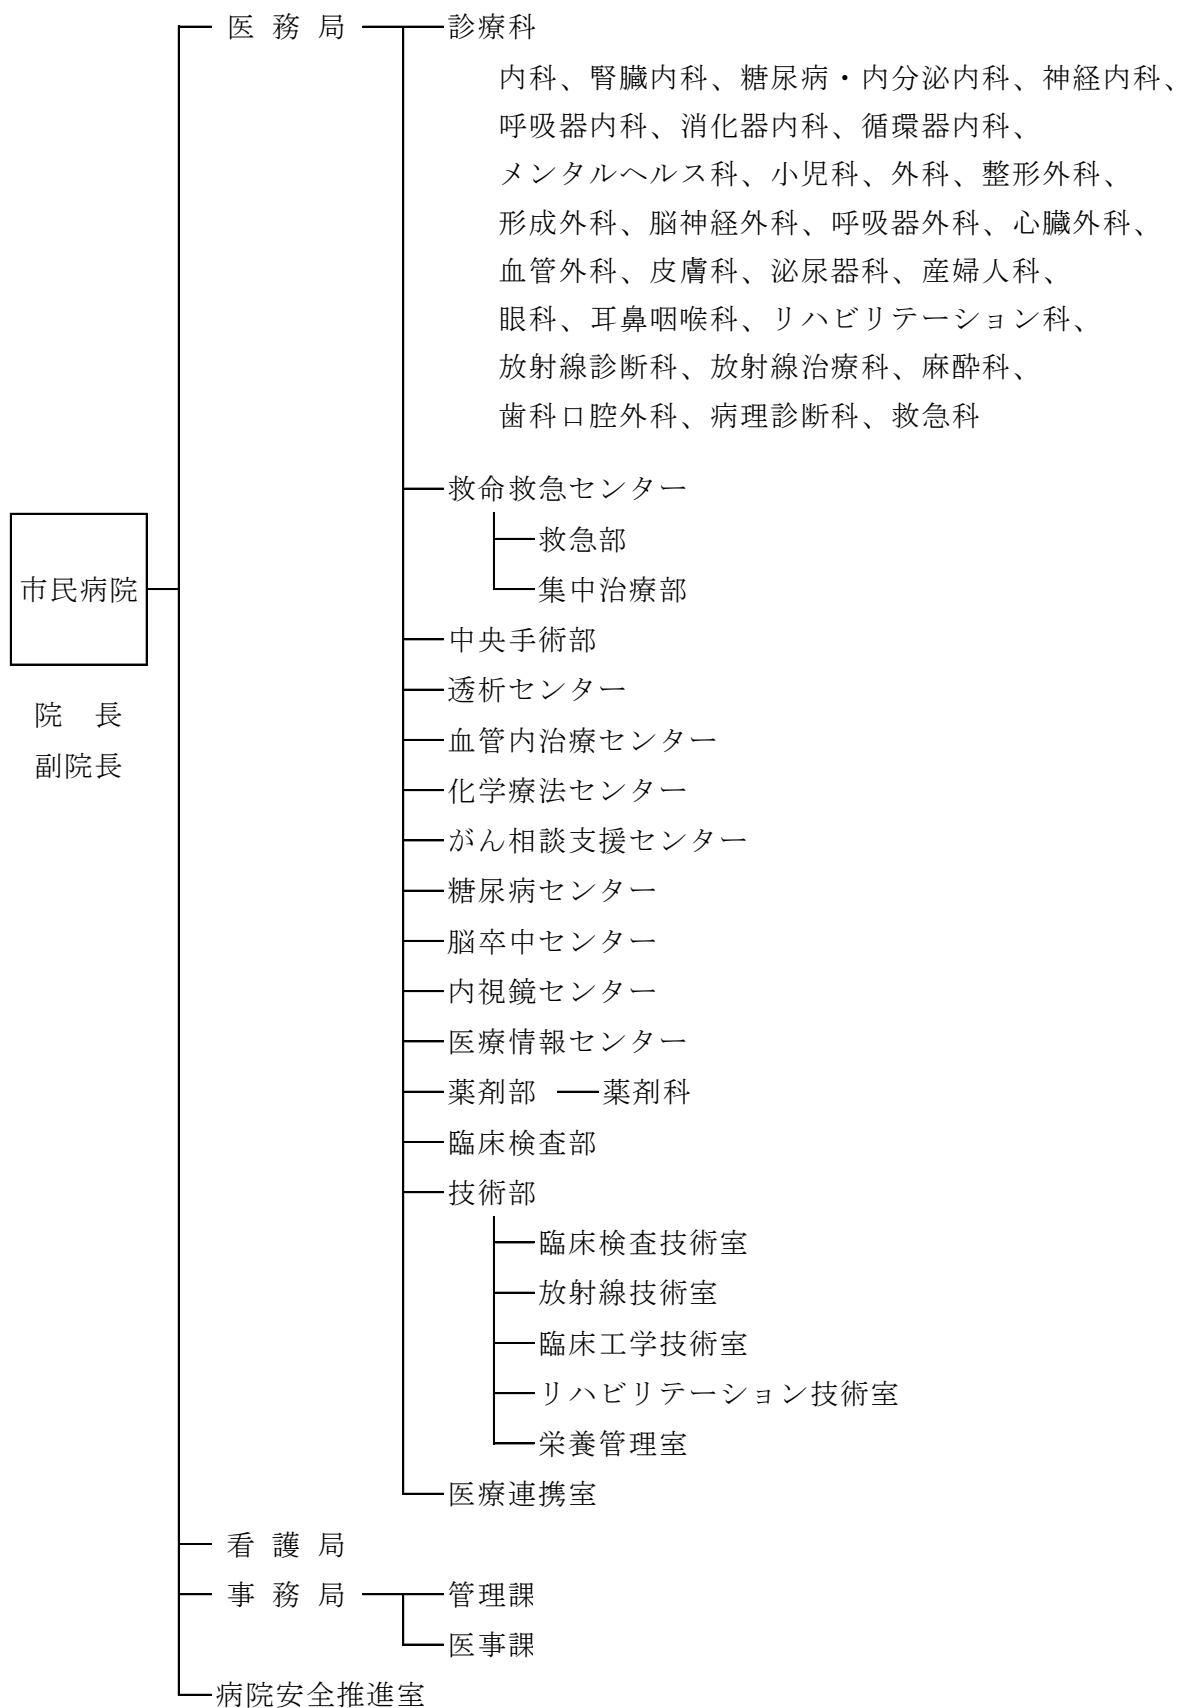 医務局
診療科
内科、腎臓内科、糖尿病・内分泌内科、神経内科、
呼吸器内科、消化器内科、循環器内科、
メンタルヘルス科、小児科、外科、整形外科、
形成外科、脳神経外科、呼吸器外科、心臓外科、
血管外科、皮膚科、泌尿器科、産婦人科、
眼科、耳鼻咽喉科、リハビリテーション科、
放射線診断科、放射線治療科、麻酔科、
歯科口腔外科、病理診断科、救急科
救命救急センター
救急部
集中治療部
市民病院
院 長
副院長
中央手術部
透析センター
血管内治療センター
化学療法センター
がん相談支援センター
糖尿病センター
脳卒中センター
内視鏡センター
医療情報センター
薬剤部 薬剤科
臨床検査部
技術部
臨床検査技術室
放射線技術室
臨床工学技術室
リハビリテーション技術室
栄養管理室
医療連携室
看護局
事務局 管理課
医事課
病院安全推進室